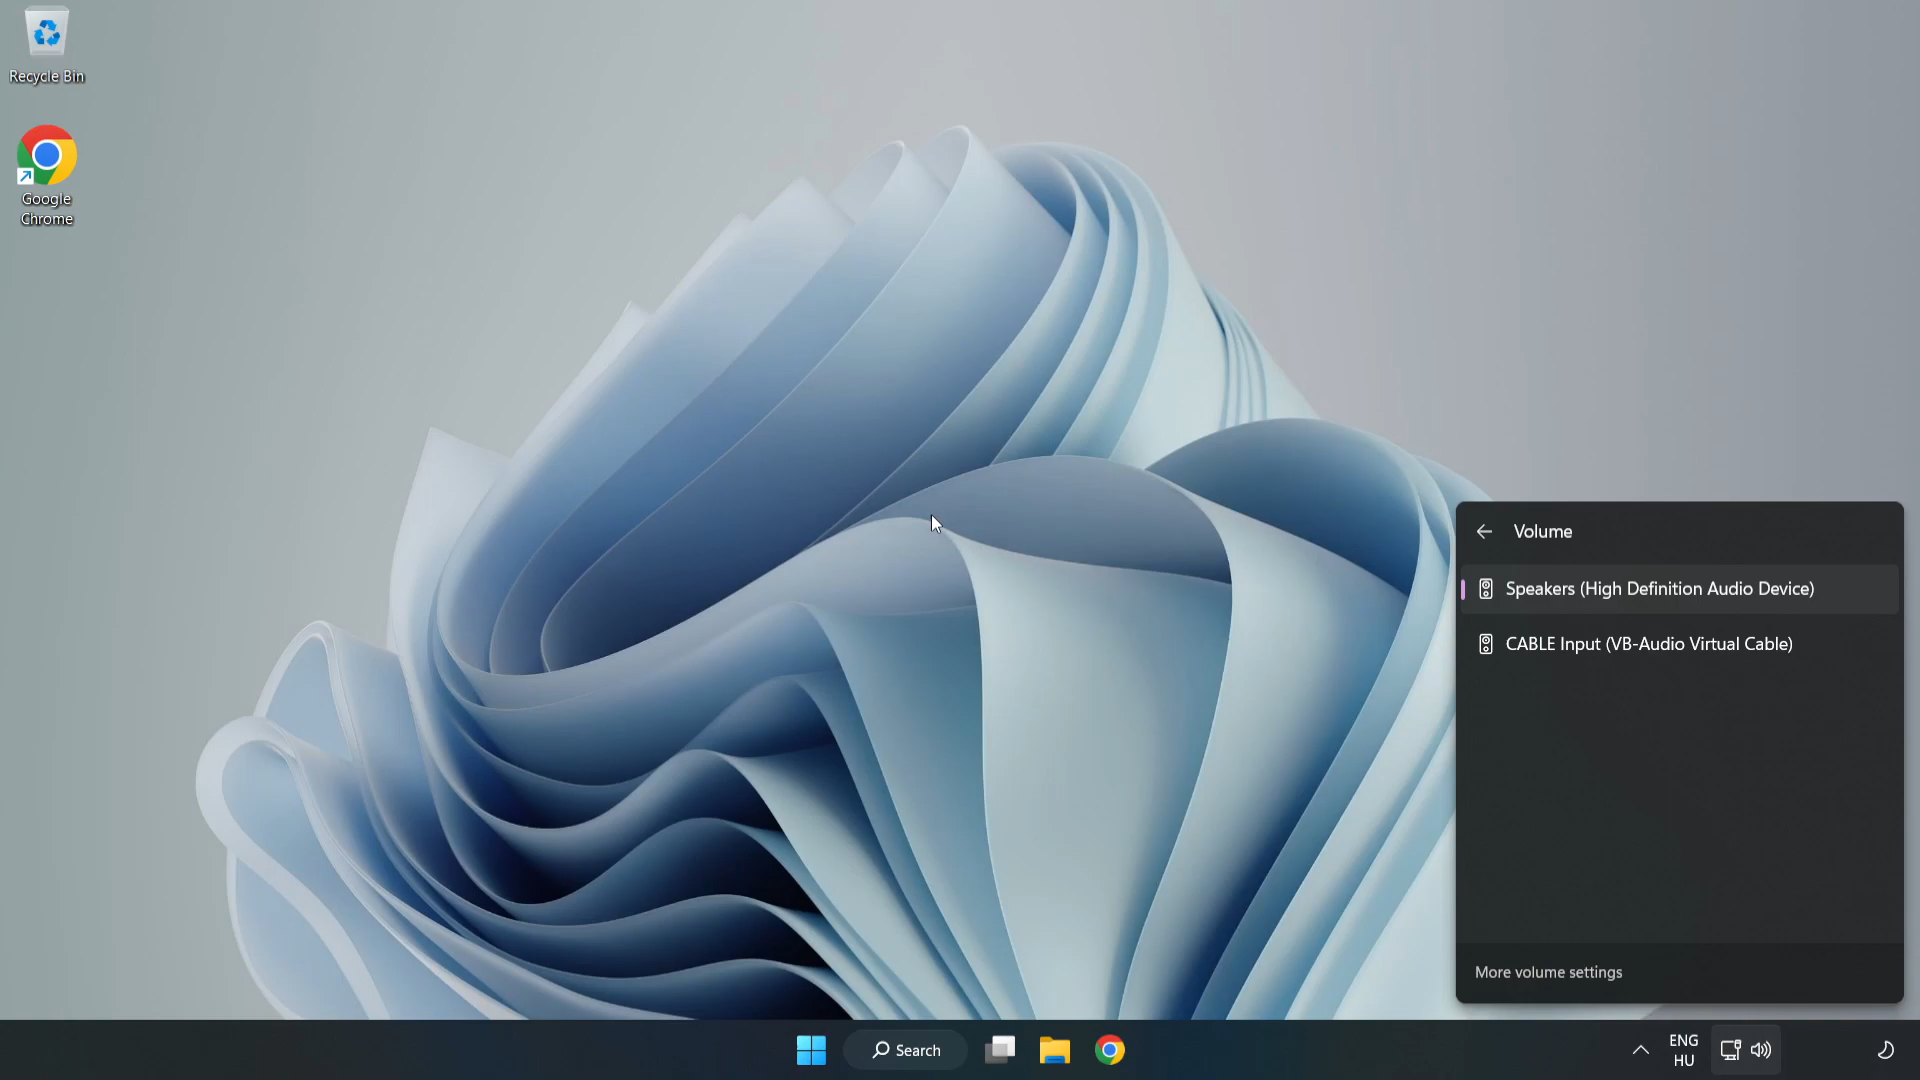 Recycle Bin
Google
Chrome
Volume
Speakers (High Definition Audio Device)
CABLE Input (VB-Audio Virtual Cable)
More volume settings
Search
ENG
HU